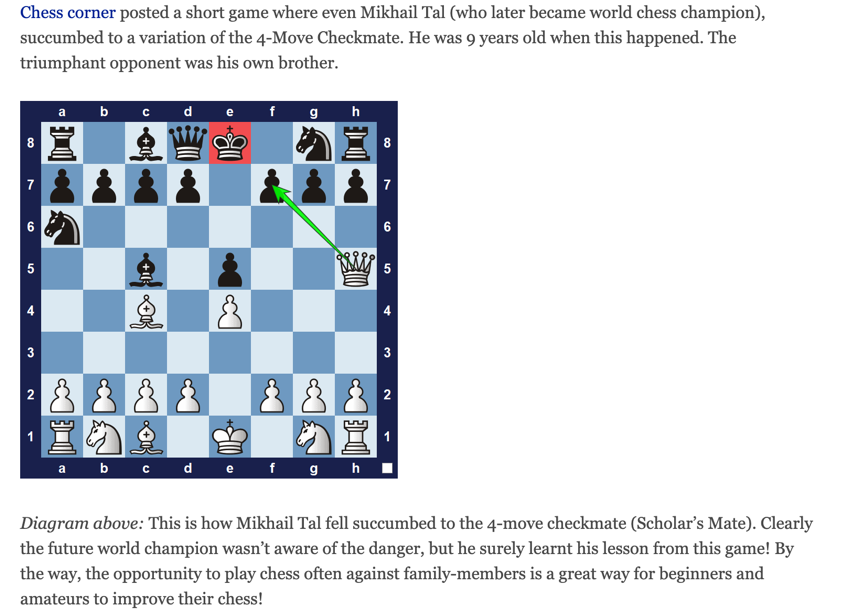 Chess corner posted a short game where even Mikhail Tal (who later became world chess champion),
succumbed to a variation of the 4-Move Checkmate. He was 9 years old when this happened. The
triumphant opponent was his own brother.
a b c d e f g h
8 8
7 7
6 6
5 5
4 4
3 3
2 2
1 1
a b c d e f g h
Diagram above: This is how Mikhail Tal fell succumbed to the 4-move checkmate (Scholar’s Mate). Clearly
the future world champion wasn’t aware of the danger, but he surely learnt his lesson from this game! By
the way, the opportunity to play chess often against family-members is a great way for beginners and
amateurs to improve their chess!